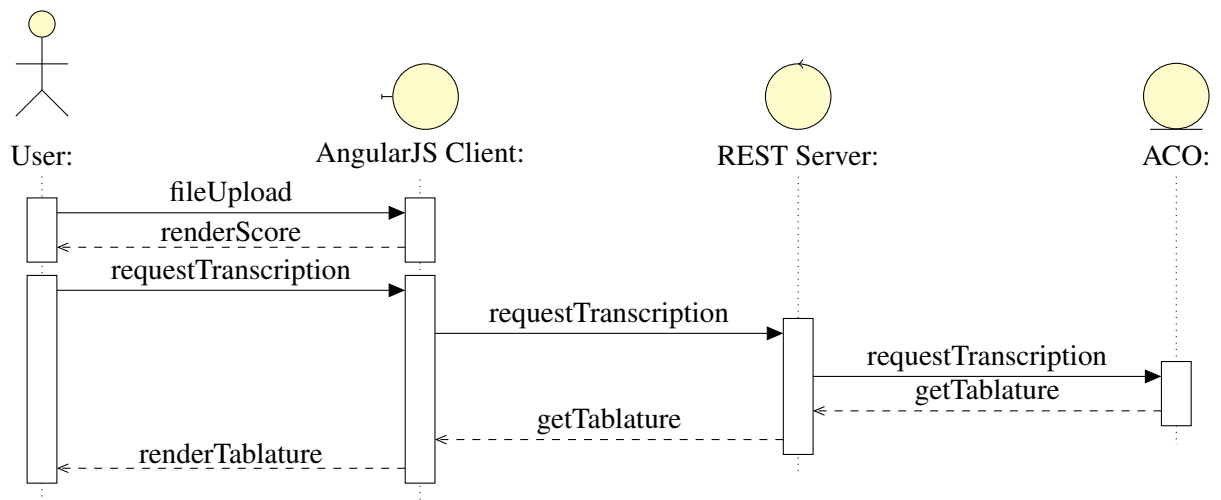 User:
AngularJS Client:
REST Server:
ACO:
fileUpload
renderScore
requestTranscription
requestTranscription
requestTranscription
getTablature
getTablature
renderTablature